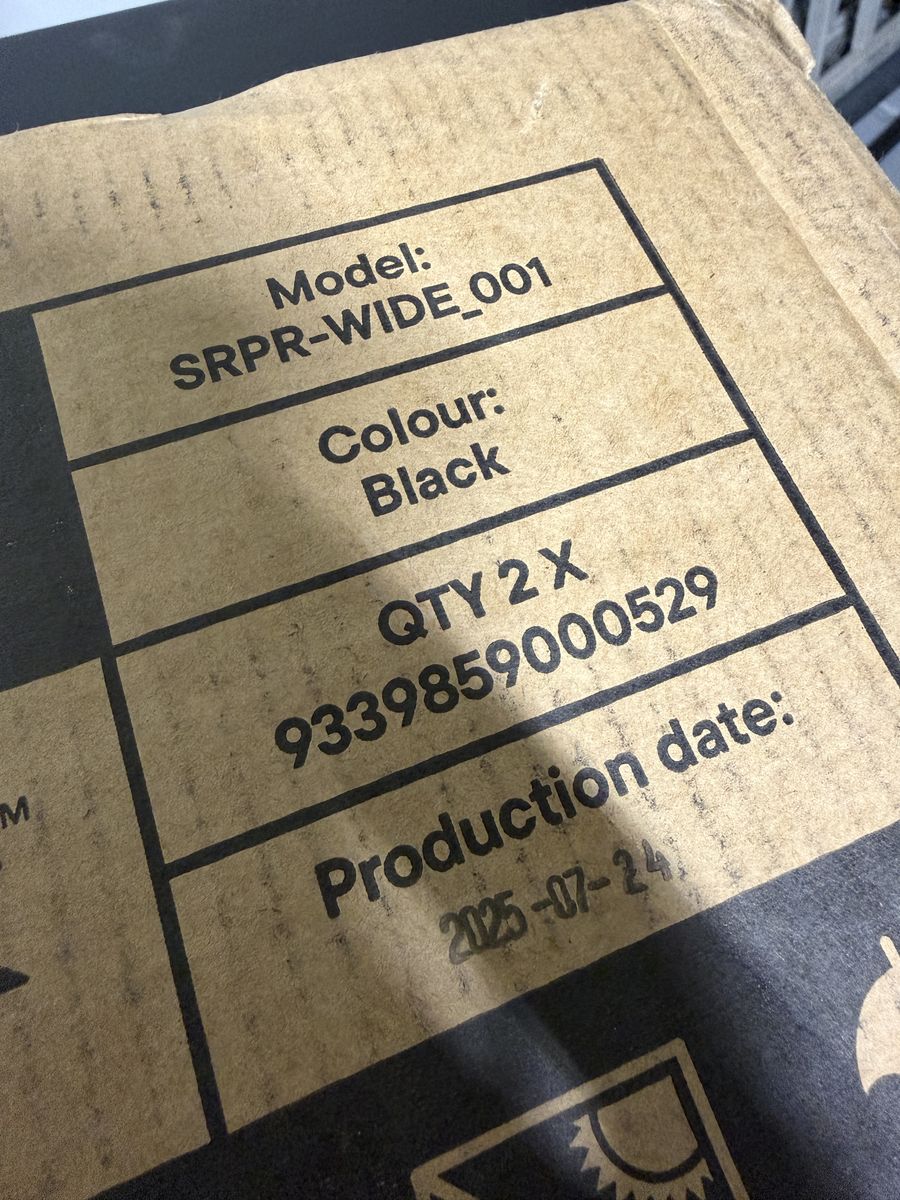 Model:
SRPR-WIDE_001
Colour:
Black
QTY 2 X
9339859000529
Production date:
2025-07-24